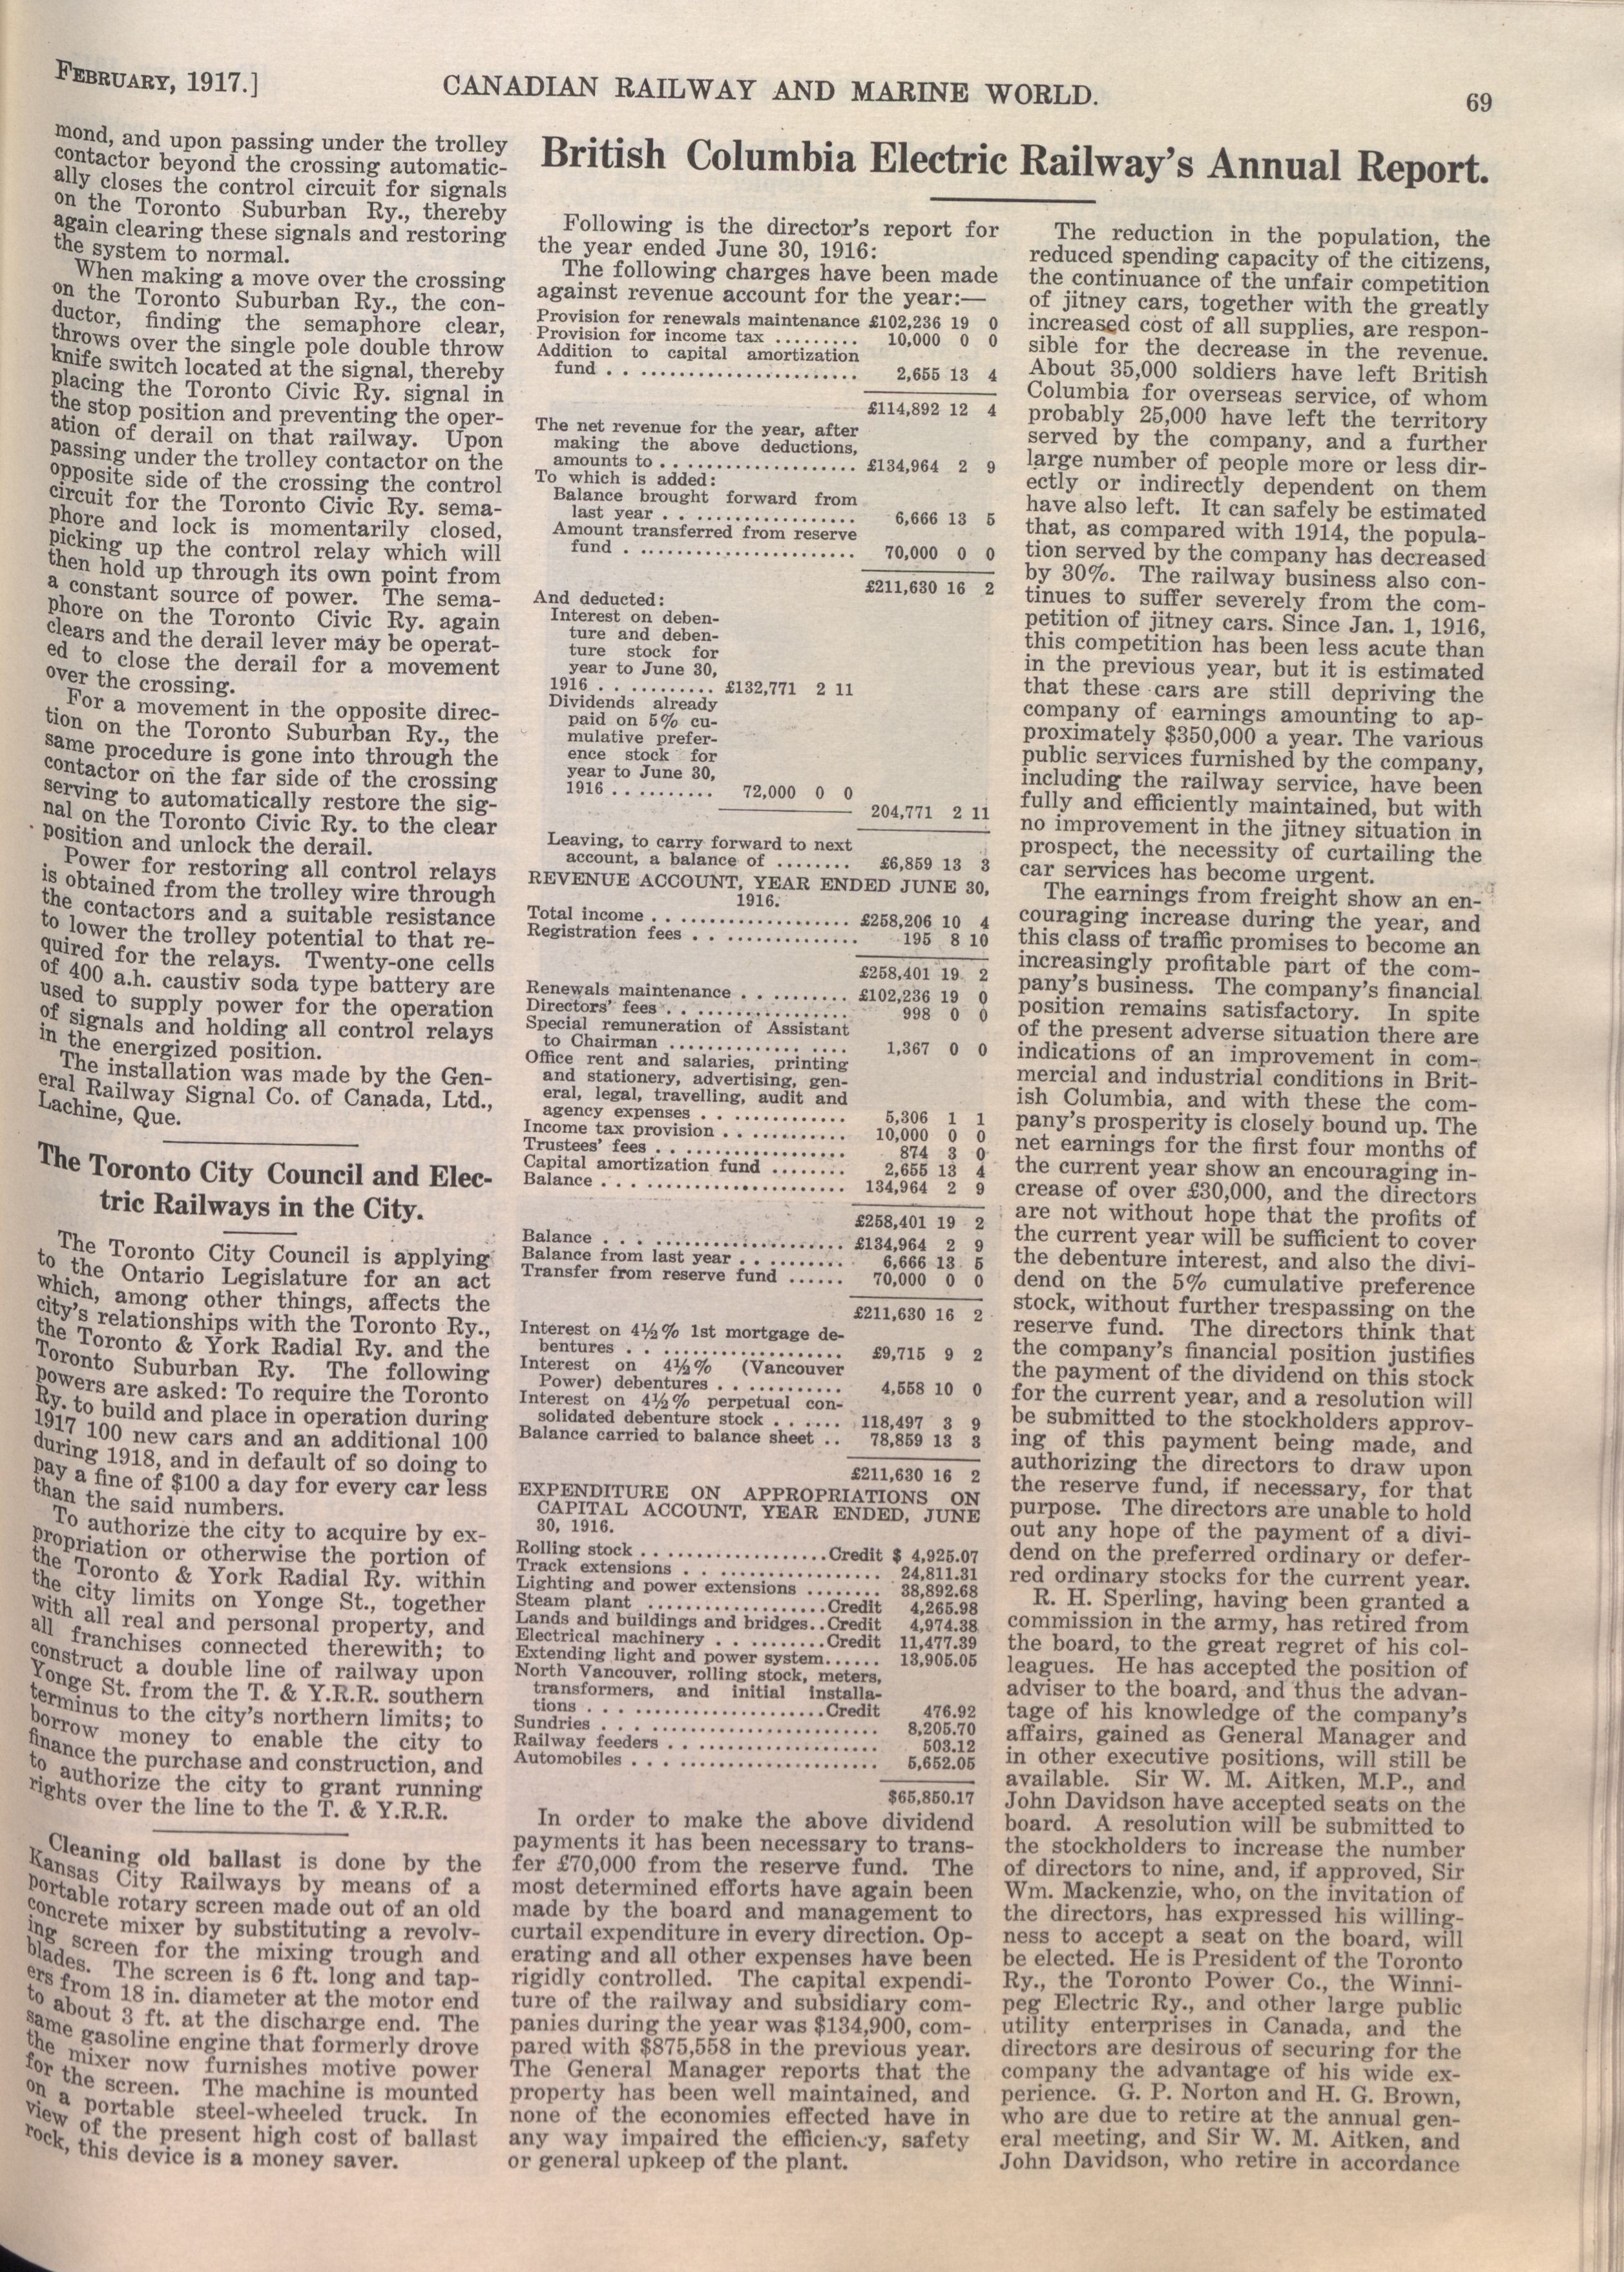 FEBRUARY, 1917.]
CANADIAN RAILWAY AND MARINE WORLD.
69
mond, and upon passing under the trolley
contactor beyond the crossing automatic-
ally closes the control circuit for signals
on the Toronto Suburban Ry., thereby
again clearing these signals and restoring
the system to normal.
When making a move over the crossing
on the Toronto Suburban Ry., the con-
ductor, finding the semaphore clear,
throws over the single pole double throw
knife switch located at the signal, thereby
placing the Toronto Civic Ry. signal in
the stop position and preventing the oper-
ation of derail on that railway. Upon
passing under the trolley contactor on the
opposite side of the crossing the control
circuit for the Toronto Civic Ry. sema-
phore and lock is momentarily closed,
picking up the control relay which will
then hold up through its own point from
a constant source of power. The sema-
phore on the Toronto Civic Ry. again
clears and the derail lever may be operat-
ed to close the derail for a movement
over the crossing.
For a movement in the opposite direc-
tion on the Toronto Suburban Ry., the
same procedure is gone into through the
contactor on the far side of the crossing
serving to automatically restore the sig-
nal on the Toronto Civic Ry. to the clear
position and unlock the derail.
Power for restoring all control relays
is obtained from the trolley wire through
the contactors and a suitable resistance
to lower the trolley potential to that re-
quired for the relays. Twenty-one cells
of 400 a.h. caustiv soda type battery are
used to supply power for the operation
of signals and holding all control relays
in the energized position.
The installation was made by the Gen-
eral Railway Signal Co. of Canada, Ltd.,
Lachine, Que.
The Toronto City Council and Elec-
tric Railways in the City.
The Toronto City Council is applying
to the Ontario Legislature for an act
which, among other things, affects the
city's relationships with the Toronto Ry.,
the Toronto & York Radial Ry. and the
Toronto Suburban Ry. The following
powers are asked: To require the Toronto
Ry. to build and place in operation during
1917 100 new cars and an additional 100
during 1918, and in default of so doing to
pay a fine of $100 a day for every car less
than the said numbers.
To authorize the city to acquire by ex-
propriation or otherwise the portion of
the Toronto & York Radial Ry. within
the city limits on Yonge St., together
with all real and personal property, and
all franchises connected therewith; to
construct a double line of railway upon
Yonge St. from the T. & Y.R.R. southern
terminus to the city's northern limits; to
borrow money to enable the city to
finance the purchase and construction, and
to authorize the city to grant running
rights over the line to the T. & Y.R.R.
Cleaning old ballast is done by the
Kansas City Railways by means of a
portable rotary screen made out of an old
concrete mixer by substituting a revolv-
ing screen for the mixing trough and
blades. The screen is 6 ft. long and tap-
ers from 18 in. diameter at the motor end
to about 3 ft. at the discharge end. The
same gasoline engine that formerly drove
the mixer now furnishes motive power
for the screen. The machine is mounted
on a portable steel-wheeled truck. In
view of the present high cost of ballast
rock, this device is a money saver.
British Columbia Electric Railway's Annual Report.
Following is the director's report for
the year ended June 30, 1916:
The following charges have been made
against revenue account for the year:—
Provision for renewals maintenance £102,236 19 0
Provision for income tax ......... 10,000 0 0
Addition to capital amortization
fund . . ....................... 2,655 13 4
£114,892 12 4
The net revenue for the year, after
making the above deductions,
amounts to . . .................. £134,964 2 9
To which is added:
Balance brought forward from
last year . . .................. 6,666 13 5
Amount transferred from reserve
fund . ........................ 70,000 0 0
£211,630 16 2
And deducted:
Interest on deben-
ture and deben-
ture stock for
year to June 30,
1916 . . ......... £132,771 2 11
Dividends already
paid on 5% cu-
mulative prefer-
ence stock for
year to June 30,
1916 . . ........ 72,000 0 0
204,771 2 11
Leaving, to carry forward to next
account, a balance of ........ £6,859 13 3
REVENUE ACCOUNT, YEAR ENDED JUNE 30,
1916.
Total income . . .................. £258,206 10 4
Registration fees . . .............. 195 8 10
£258,401 19 2
Renewals maintenance . . ......... £102,236 19 0
Directors' fees . . ................ 998 0 0
Special remuneration of Assistant
to Chairman .............. .... 1,367 0 0
Office rent and salaries, printing
and stationery, advertising, gen-
eral, legal, travelling, audit and
agency expenses . . ............ 5,306 1 1
Income tax provision . . ........... 10,000 0 0
Trustees' fees . . .................. 874 3 0
Capital amortization fund ........ 2,655 13 4
Balance . . . ...................... 134,964 2 9
£258,401 19 2
Balance . . . ..................... £134,964 2 9
Balance from last year . . ......... 6,666 13 5
Transfer from reserve fund ...... 70,000 0 0
£211,630 16 2
Interest on 4½% 1st mortgage de-
bentures . . .................... £9,715 9 2
Interest on 4½% (Vancouver
Power) debentures . . ........... 4,558 10 0
Interest on 4½% perpetual con-
solidated debenture stock . . ..... 118,497 3 9
Balance carried to balance sheet .. 78,859 13 3
£211,630 16 2
EXPENDITURE ON APPROPRIATIONS ON
CAPITAL ACCOUNT, YEAR ENDED, JUNE
30, 1916.
Rolling stock . . ..................Credit $ 4,925.07
Track extensions . . .................. 24,811.31
Lighting and power extensions ........ 38,892.68
Steam plant ....................Credit 4,265.98
Lands and buildings and bridges..Credit 4,974.38
Electrical machinery . . .........Credit 11,477.39
Extending light and power system...... 13,905.05
North Vancouver, rolling stock, meters,
transformers, and initial installa-
tions . . . ......................Credit 476.92
Sundries . . . ......................... 8,205.70
Railway feeders . . ................... 503.12
Automobiles . . . ...................... 5,652.05
$65,850.17
In order to make the above dividend
payments it has been necessary to trans-
fer £70,000 from the reserve fund. The
most determined efforts have again been
made by the board and management to
curtail expenditure in every direction. Op-
erating and all other expenses have been
rigidly controlled. The capital expendi-
ture of the railway and subsidiary com-
panies during the year was $134,900, com-
pared with $875,558 in the previous year.
The General Manager reports that the
property has been well maintained, and
none of the economies effected have in
any way impaired the efficiency, safety
or general upkeep of the plant.
The reduction in the population, the
reduced spending capacity of the citizens,
the continuance of the unfair competition
of jitney cars, together with the greatly
increased cost of all supplies, are respon-
sible for the decrease in the revenue.
About 35,000 soldiers have left British
Columbia for overseas service, of whom
probably 25,000 have left the territory
served by the company, and a further
large number of people more or less dir-
ectly or indirectly dependent on them
have also left. It can safely be estimated
that, as compared with 1914, the popula-
tion served by the company has decreased
by 30%. The railway business also con-
tinues to suffer severely from the com-
petition of jitney cars. Since Jan. 1, 1916,
this competition has been less acute than
in the previous year, but it is estimated
that these cars are still depriving the
company of earnings amounting to ap-
proximately $350,000 a year. The various
public services furnished by the company,
including the railway service, have been
fully and efficiently maintained, but with
no improvement in the jitney situation in
prospect, the necessity of curtailing the
car services has become urgent.
The earnings from freight show an en-
couraging increase during the year, and
this class of traffic promises to become an
increasingly profitable part of the com-
pany's business. The company's financial
position remains satisfactory. In spite
of the present adverse situation there are
indications of an improvement in com-
mercial and industrial conditions in Brit-
ish Columbia, and with these the com-
pany's prosperity is closely bound up. The
net earnings for the first four months of
the current year show an encouraging in-
crease of over £30,000, and the directors
are not without hope that the profits of
the current year will be sufficient to cover
the debenture interest, and also the divi-
dend on the 5% cumulative preference
stock, without further trespassing on the
reserve fund. The directors think that
the company's financial position justifies
the payment of the dividend on this stock
for the current year, and a resolution will
be submitted to the stockholders approv-
ing of this payment being made, and
authorizing the directors to draw upon
the reserve fund, if necessary, for that
purpose. The directors are unable to hold
out any hope of the payment of a divi-
dend on the preferred ordinary or defer-
red ordinary stocks for the current year.
R. H. Sperling, having been granted a
commission in the army, has retired from
the board, to the great regret of his col-
leagues. He has accepted the position of
adviser to the board, and thus the advan-
tage of his knowledge of the company's
affairs, gained as General Manager and
in other executive positions, will still be
available. Sir W. M. Aitken, M.P., and
John Davidson have accepted seats on the
board. A resolution will be submitted to
the stockholders to increase the number
of directors to nine, and, if approved, Sir
Wm. Mackenzie, who, on the invitation of
the directors, has expressed his willing-
ness to accept a seat on the board, will
be elected. He is President of the Toronto
Ry., the Toronto Power Co., the Winni-
peg Electric Ry., and other large public
utility enterprises in Canada, and the
directors are desirous of securing for the
company the advantage of his wide ex-
perience. G. P. Norton and H. G. Brown,
who are due to retire at the annual gen-
eral meeting, and Sir W. M. Aitken, and
John Davidson, who retire in accordance